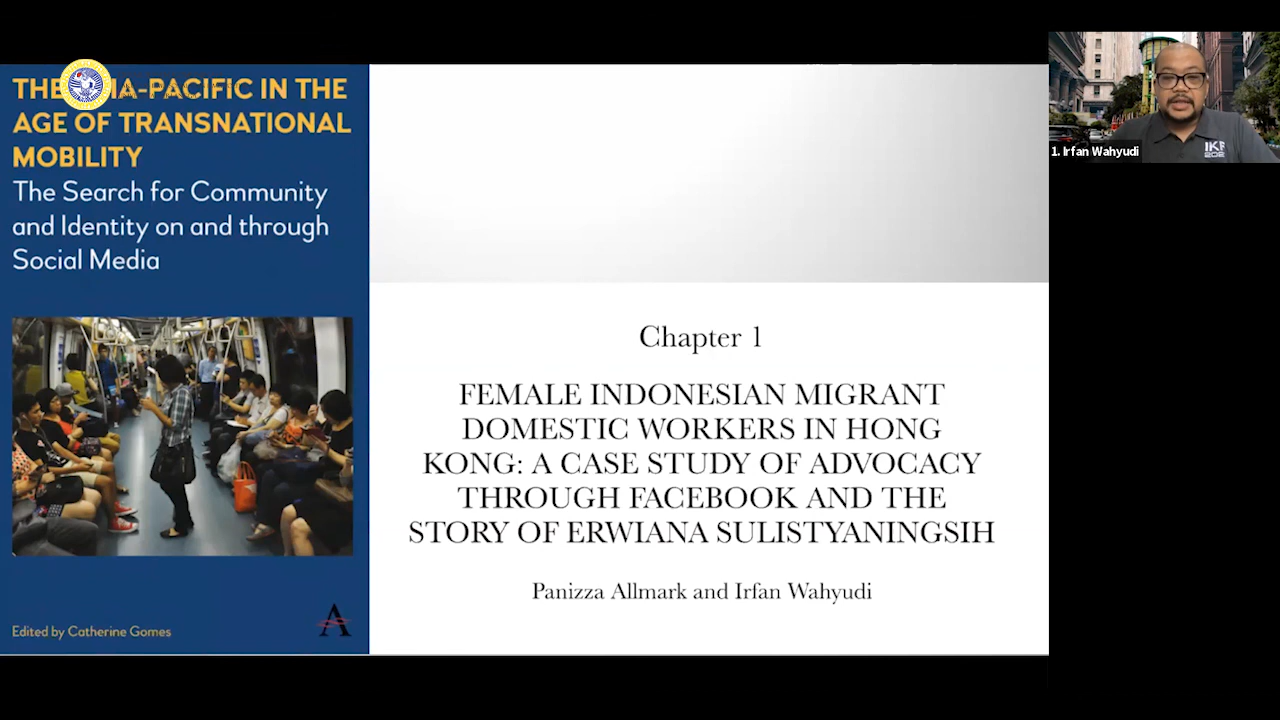 THE ASIA-PACIFIC IN THE
AGE OF TRANSNATIONAL
MOBILITY
The Search for Community
and Identity on and through
Social Media
Edited by Catherine Gomes
A
Chapter 1
FEMALE INDONESIAN MIGRANT
DOMESTIC WORKERS IN HONG
KONG: A CASE STUDY OF ADVOCACY
THROUGH FACEBOOK AND THE
STORY OF ERWIANA SULISTYANINGSIH
Panizza Allmark and Irfan Wahyudi
1. Irfan Wahyudi